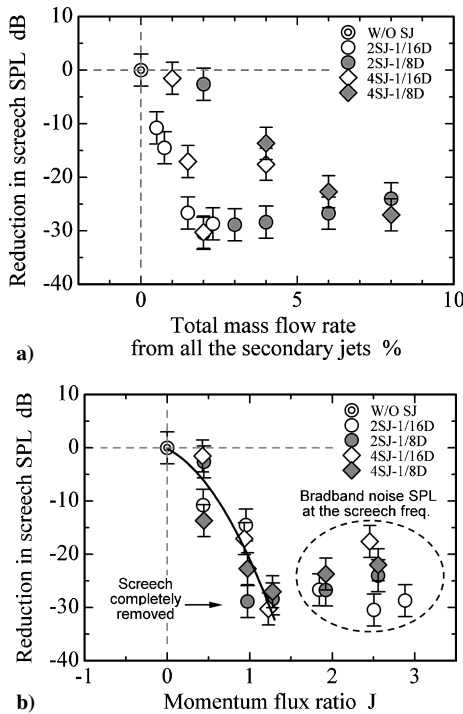 10
0
-10
-20
-30
-40
Reduction in screech SPL dB
W/O SJ
2SJ-1/16D
2SJ-1/8D
4SJ-1/16D
4SJ-1/8D
0
5
10
Total mass flow rate
from all the secondary jets %
a)
10
0
-10
-20
-30
-40
Reduction in screech SPL dB
W/O SJ
2SJ-1/16D
2SJ-1/8D
4SJ-1/16D
4SJ-1/8D
Bradband noise SPL
at the screech freq.
Screech
completely
removed
-1
0
1
2
3
4
Momentum flux ratio J
b)